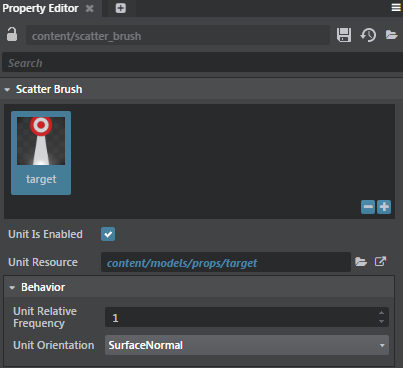 Property Editor
content/scatter_brush
Search
Scatter Brush
target
Unit Is Enabled
Unit Resource content/models/props/target
Behavior
Unit Relative
Frequency 1
Unit Orientation SurfaceNormal